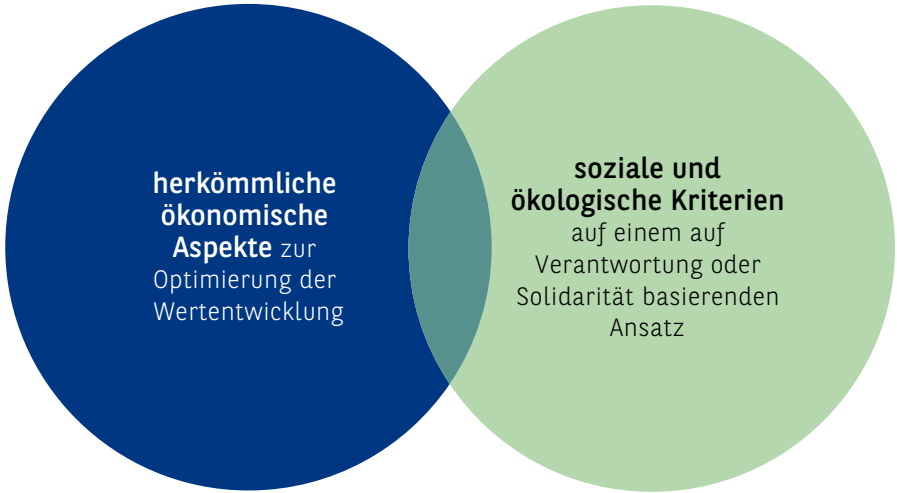 herkömmliche
ökonomische
Aspekte zur
Optimierung der
Wertentwicklung
soziale und
ökologische Kriterien
auf einem auf
Verantwortung oder
Solidarität basierenden
Ansatz